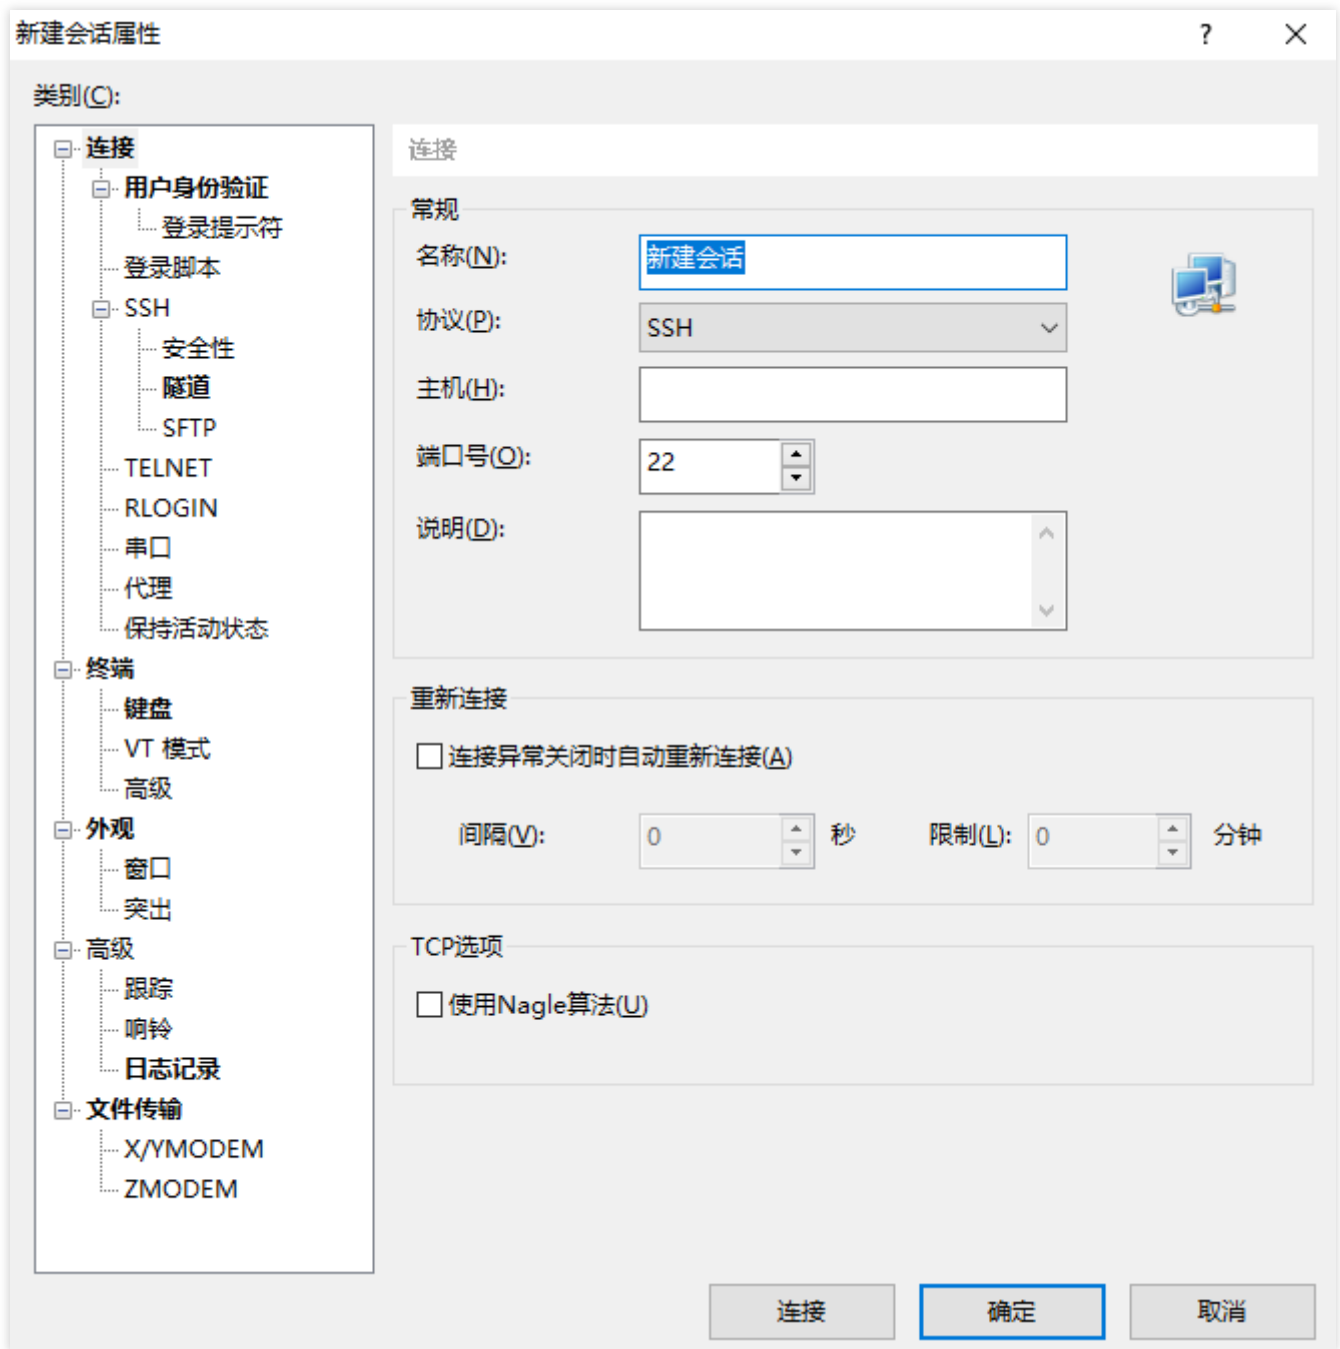 新建会话属性
类别(C):
连接
用户身份验证
登录提示符
登录脚本
SSH
安全性
隧道
SFTP
TELNET
RLOGIN
串口
代理
保持活动状态
终端
键盘
VT 模式
高级
外观
窗口
突出
高级
跟踪
响铃
日志记录
文件传输
X/YMODEM
ZMODEM
连接
常规
名称(N): 新建会话
协议(P): SSH
主机(H):
端口号(O): 22
说明(D):
重新连接
连接异常关闭时自动重新连接(A)
间隔(V): 0 秒 限制(L): 0 分钟
TCP选项
使用Nagle算法(U)
连接 确定 取消